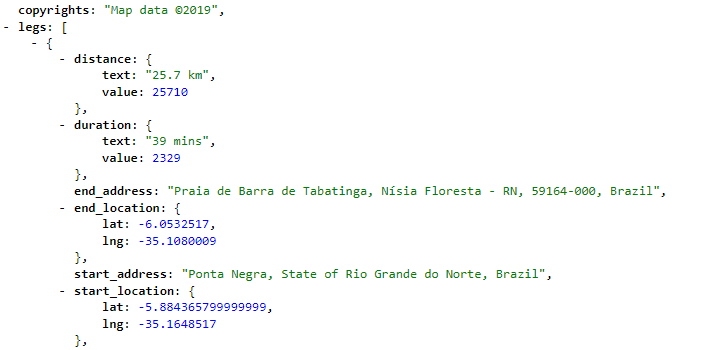 copyrights: "Map data ©2019",
- legs: [
- {
- distance: {
text: "25.7 km",
value: 25710
},
- duration: {
text: "39 mins",
value: 2329
},
end_address: "Praia de Barra de Tabatinga, Nísia Floresta - RN, 59164-000, Brazil",
- end_location: {
lat: -6.0532517,
lng: -35.1080009
},
start_address: "Ponta Negra, State of Rio Grande do Norte, Brazil",
- start_location: {
lat: -5.884365799999999,
lng: -35.1648517
},